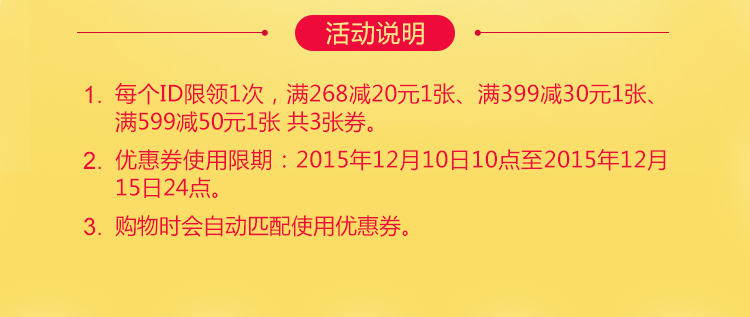 活动说明
1. 每个ID限领1次，满268减20元1张、满399减30元1张、
满599减50元1张 共3张券。
2. 优惠券使用限期：2015年12月10日10点至2015年12月
15日24点。
3. 购物时会自动匹配使用优惠券。